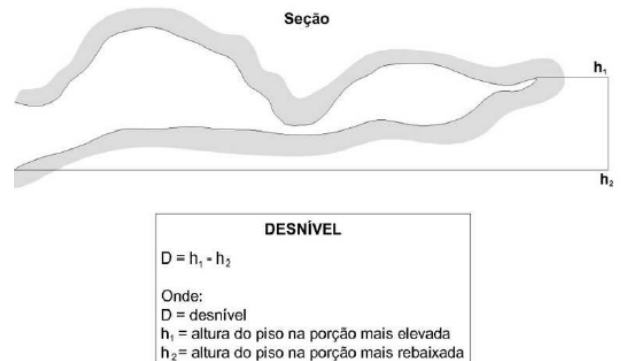 Seção
h₁
h₂
DESNÍVEL
D = h₁ - h₂
Onde:
D = desnível
h₁ = altura do piso na porção mais elevada
h₂= altura do piso na porção mais rebaixada